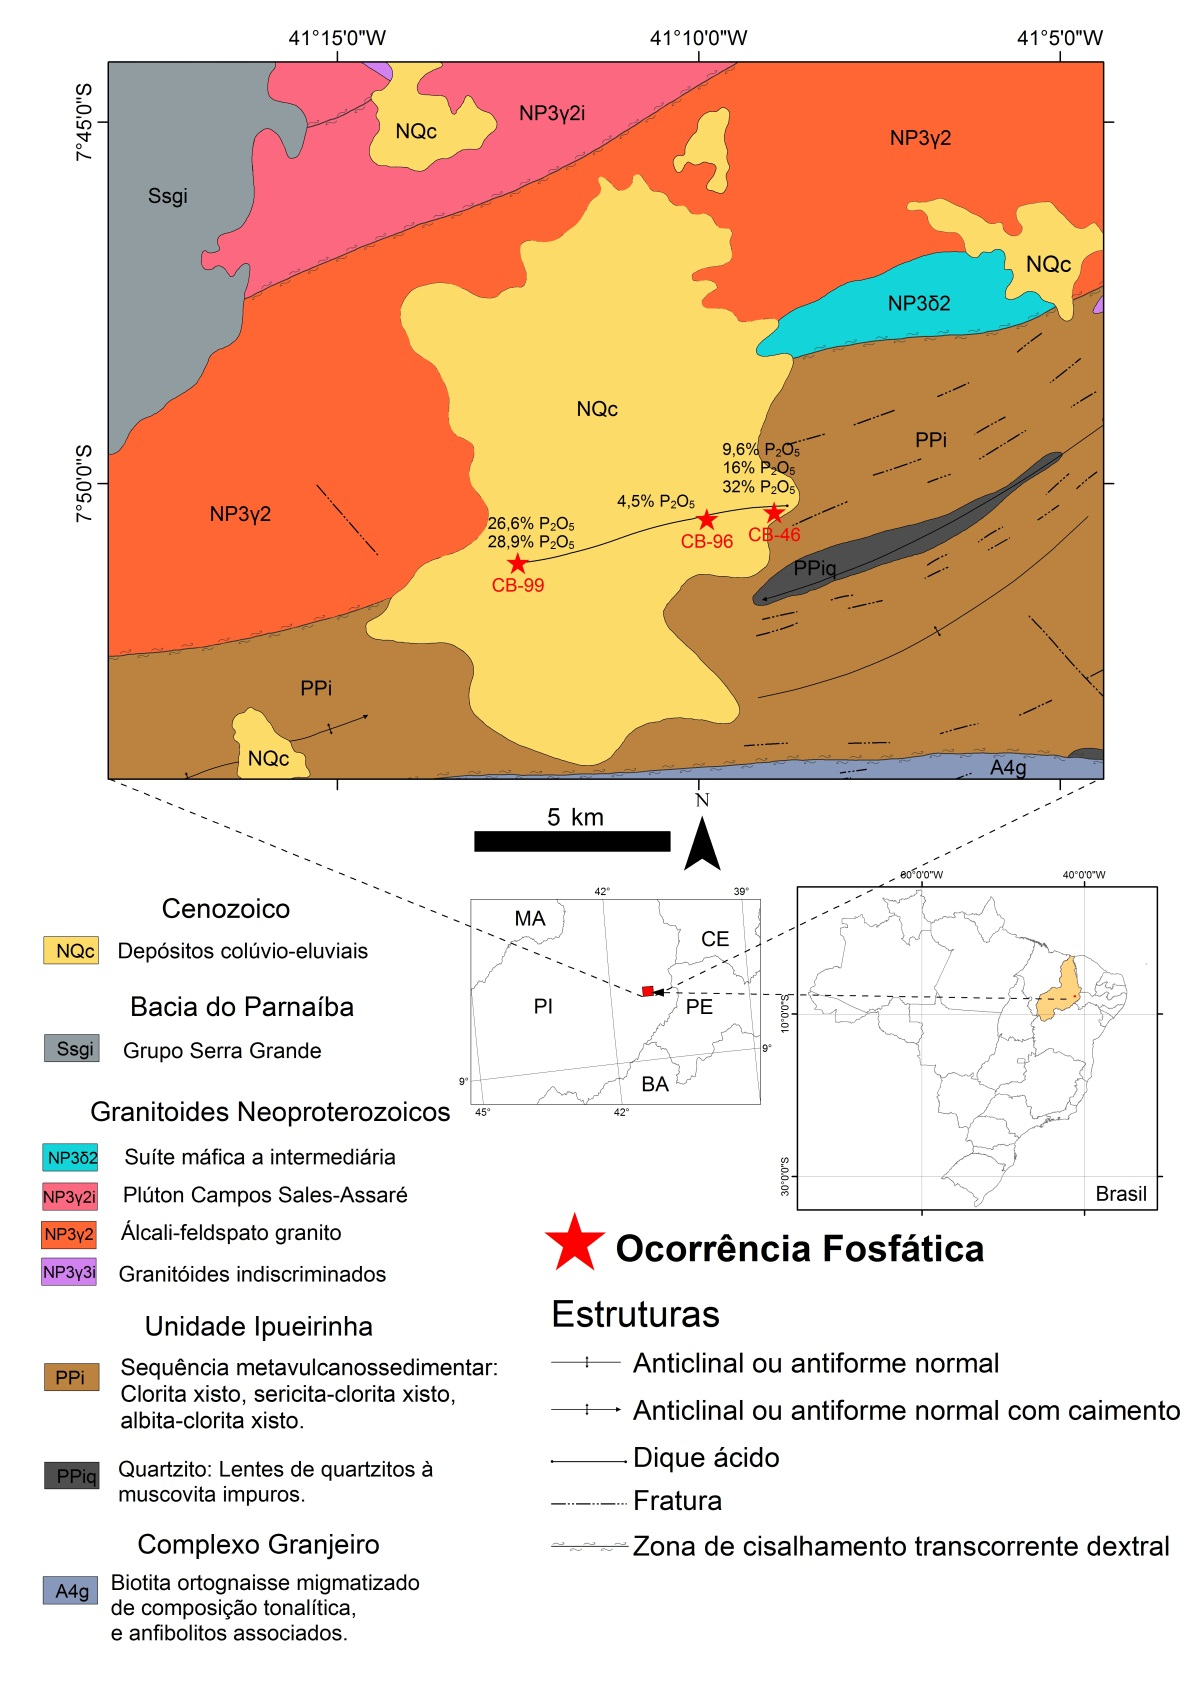 41°15'0"W
41°10'0"W
41°5'0"W
7°45'0"S
7°50'0"S
NP3γ2i
NQc
NP3γ2
Ssgi
NQc
NP3δ2
NQc
PPi
9,6% P₂O₅
16% P₂O₅
32% P₂O₅
4,5% P₂O₅
NP3γ2
26,6% P₂O₅
28,9% P₂O₅
CB-96
CB-46
CB-99
PPiq
PPi
NQc
A4g
N
5 km
42°
39°
MA
CE
PI
PE
BA
9°
9°
45°
42°
60°0'0"W
40°0'0"W
10°0'0"S
30°0'0"S
Brasil
Cenozoico
NQc
Depósitos colúvio-eluviais
Bacia do Parnaíba
Ssgi
Grupo Serra Grande
Granitoides Neoproterozoicos
NP3δ2
Suíte máfica a intermediária
NP3γ2i
Plúton Campos Sales-Assaré
NP3γ2
Álcali-feldspato granito
NP3γ3i
Granitóides indiscriminados
Unidade Ipueirinha
PPi
Sequência metavulcanossedimentar:
Clorita xisto, sericita-clorita xisto,
albita-clorita xisto.
PPiq
Quartzito: Lentes de quartzitos à
muscovita impuros.
Complexo Granjeiro
A4g
Biotita ortognaisse migmatizado
de composição tonalítica,
e anfibolitos associados.
Ocorrência Fosfática
Estruturas
Anticlinal ou antiforme normal
Anticlinal ou antiforme normal com caimento
Dique ácido
Fratura
Zona de cisalhamento transcorrente dextral